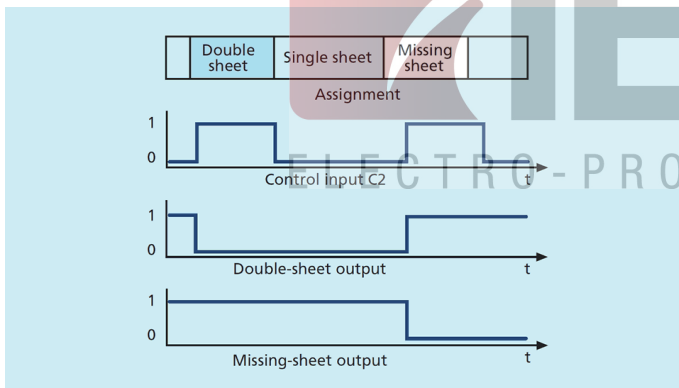 Double
sheet
Single sheet
Missing
sheet
Assignment
1
0
ELECTRO-PRO
Control input C2
t
1
0
Double-sheet output
t
1
0
Missing-sheet output
t